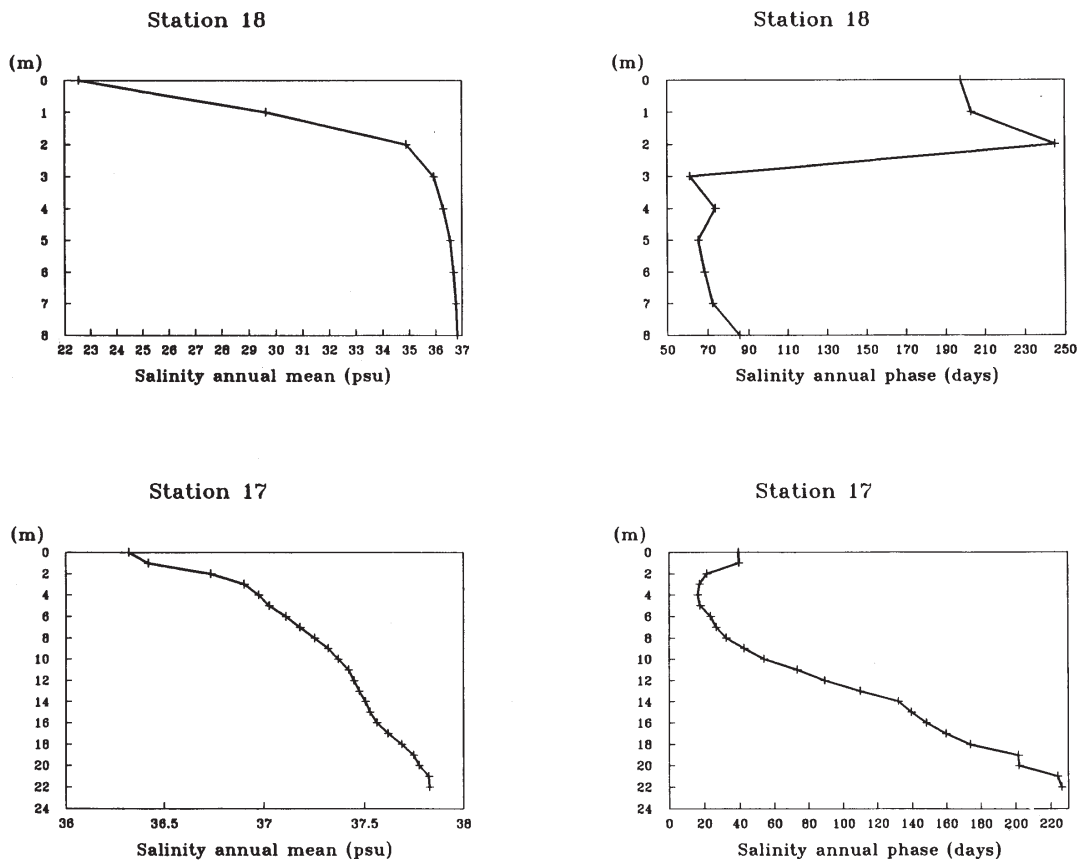 Station 18
(m)
0
1
2
3
4
5
6
7
8
22 23 24 25 26 27 28 29 30 31 32 33 34 35 36 37
Salinity annual mean (psu)
Station 18
(m)
0
1
2
3
4
5
6
7
8
50 70 90 110 130 150 170 190 210 230 250
Salinity annual phase (days)
Station 17
(m)
0
2
4
6
8
10
12
14
16
18
20
22
24
36 36.5 37 37.5 38
Salinity annual mean (psu)
Station 17
(m)
0
2
4
6
8
10
12
14
16
18
20
22
24
0 20 40 60 80 100 120 140 160 180 200 220
Salinity annual phase (days)